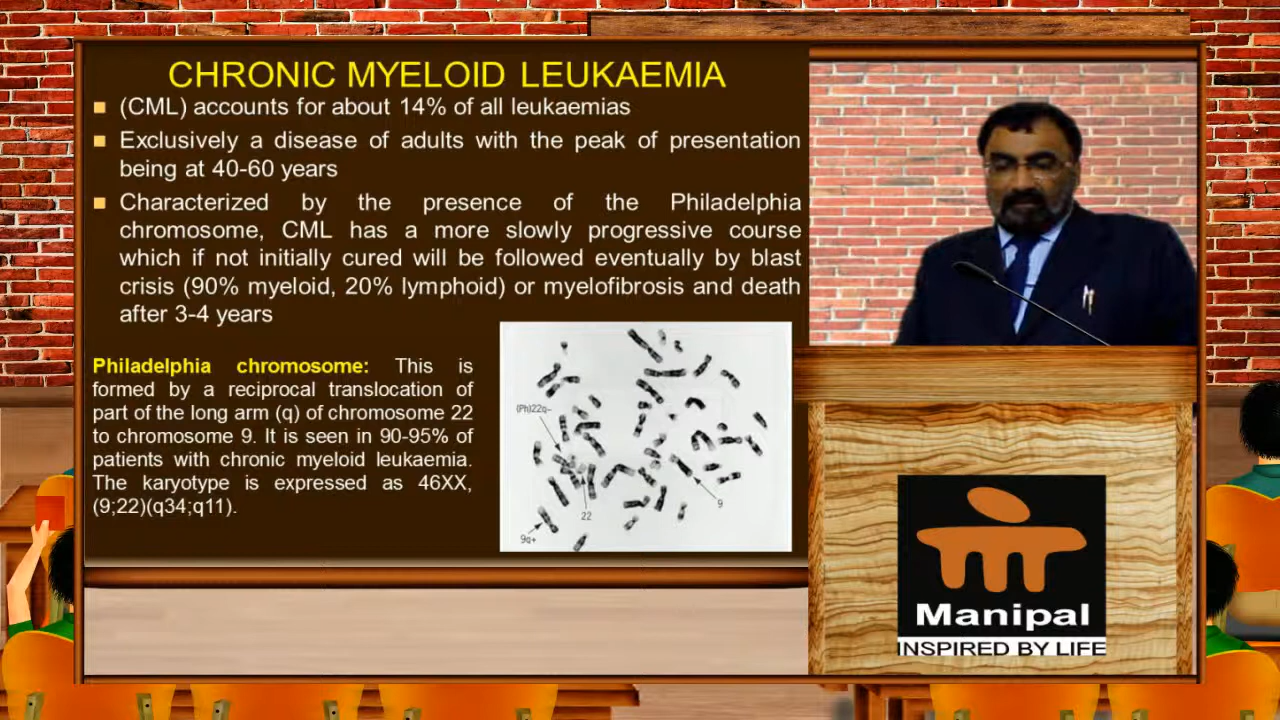 CHRONIC MYELOID LEUKAEMIA
(CML) accounts for about 14% of all leukaemias
Exclusively a disease of adults with the peak of presentation
being at 40-60 years
Characterized by the presence of the Philadelphia
chromosome, CML has a more slowly progressive course
which if not initially cured will be followed eventually by blast
crisis (90% myeloid, 20% lymphoid) or myelofibrosis and death
after 3-4 years
Philadelphia chromosome: This is
formed by a reciprocal translocation of
part of the long arm (q) of chromosome 22
to chromosome 9. It is seen in 90-95% of
patients with chronic myeloid leukaemia.
The karyotype is expressed as 46XX,
(9;22)(q34;q11).
(Ph)22q-
9
22
9q+
Manipal
INSPIRED BY LIFE